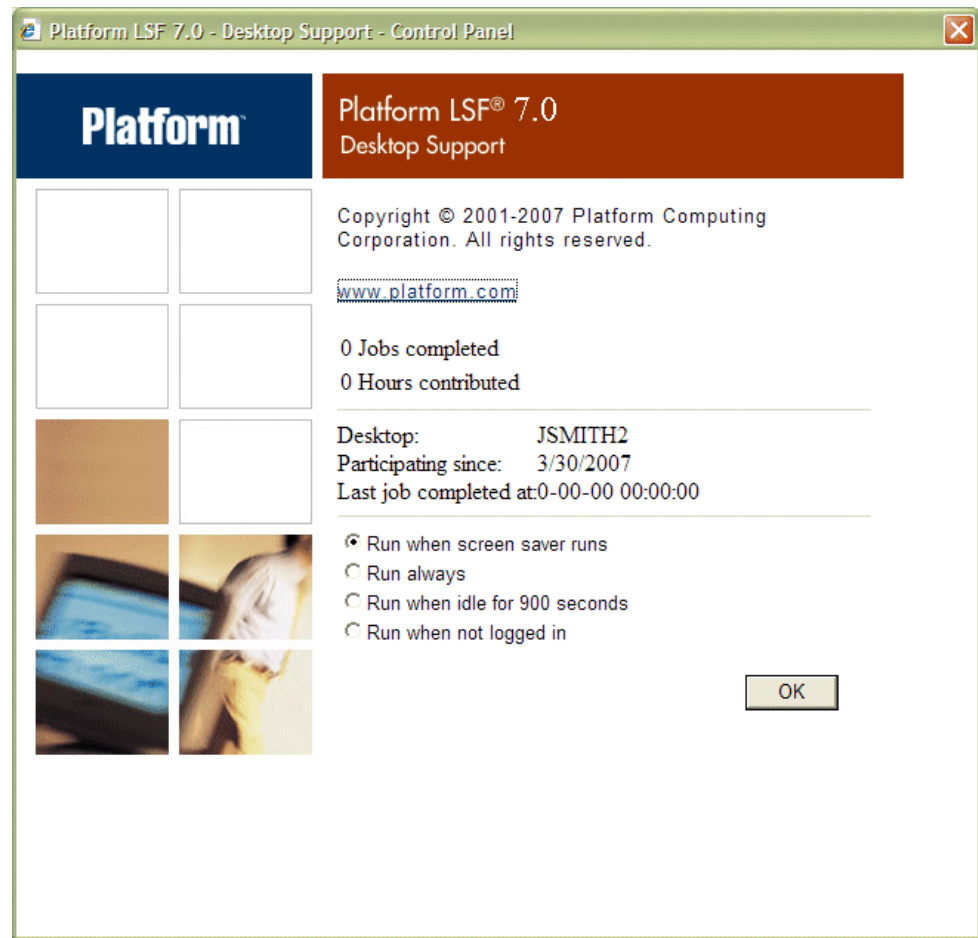 Platform LSF 7.0 - Desktop Support - Control Panel
Platform™
Platform LSF® 7.0
Desktop Support
Copyright © 2001-2007 Platform Computing
Corporation. All rights reserved.
www.platform.com
0 Jobs completed
0 Hours contributed
Desktop: JSMITH2
Participating since: 3/30/2007
Last job completed at:0-00-00 00:00:00
Run when screen saver runs
Run always
Run when idle for 900 seconds
Run when not logged in
OK